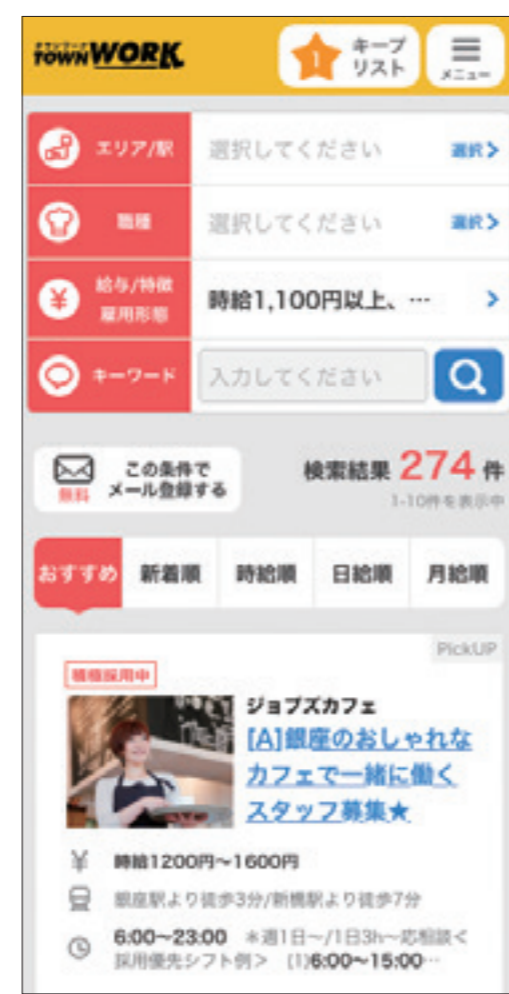 タウンワーク
TOWNWORK
1
キープ
リスト
メニュー
エリア/駅
選択してください
選択>
職種
選択してください
選択>
給与/特徴
雇用形態
時給1,100円以上、…
>
キーワード
入力してください
無料
この条件で
メール登録する
検索結果 274 件
1-10件を表示中
おすすめ
新着順
時給順
日給順
月給順
PickUP
積極採用中
ジョブズカフェ
[A]銀座のおしゃれな
カフェで一緒に働く
スタッフ募集★
¥ 時給1200円~1600円
銀座駅より徒歩3分/新橋駅より徒歩7分
6:00~23:00 *週1日~/1日3h~応相談<
採用優先シフト例> (1)6:00~15:00…